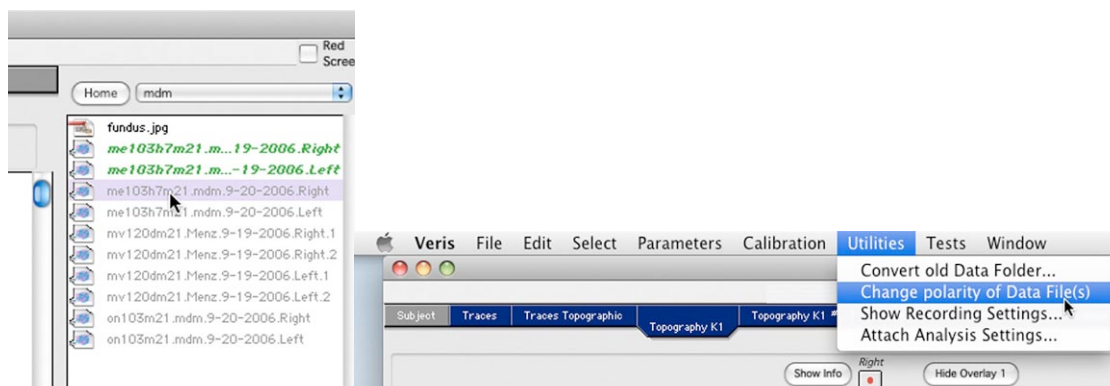 Red
Scree
Home
mdm
fundus.jpg
me103h7m21.m...19-2006.Right
me103h7m21.m...-19-2006.Left
me103h7m21.mdm.9-20-2006.Right
me103h7m21.mdm.9-20-2006.Left
mv120dm21.Menz.9-19-2006.Right.1
mv120dm21.Menz.9-19-2006.Right.2
mv120dm21.Menz.9-19-2006.Left.1
mv120dm21.Menz.9-19-2006.Left.2
on103m21.mdm.9-20-2006.Right
on103m21.mdm.9-20-2006.Left
Veris File Edit Select Parameters Calibration Utilities Tests Window
Convert old Data Folder...
Change polarity of Data File(s)
Show Recording Settings...
Attach Analysis Settings...
Subject Traces Traces Topographic Topography K1 Topography K1 #
Show Info
Right
Hide Overlay 1